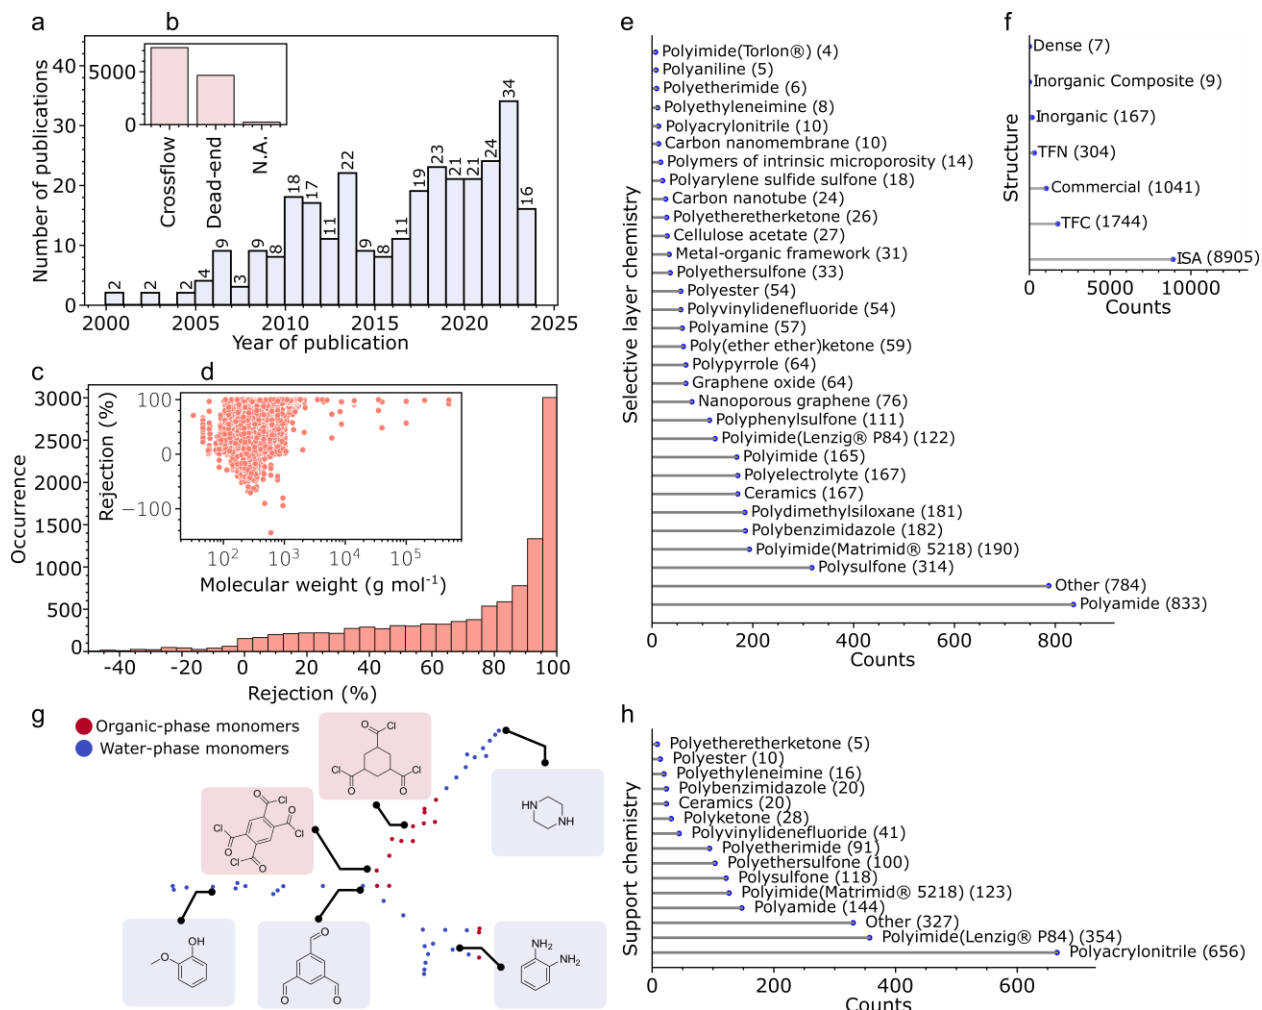 a
b
Number of publications
40
30
20
10
0
5000
0
Crossflow
Dead-end
N.A.
2
2
2
4
9
3
9
8
18
17
11
22
9
8
11
19
23
21
21
24
34
16
2000
2005
2010
2015
2020
2025
Year of publication
c
d
Occurrence
3000
2500
2000
1500
1000
500
0
Rejection (%)
100
0
−100
10²
10³
10⁴
10⁵
Molecular weight (g mol⁻¹)
-40
-20
0
20
40
60
80
100
Rejection (%)
e
Selective layer chemistry
Polyimide(Torlon®) (4)
Polyaniline (5)
Polyetherimide (6)
Polyethyleneimine (8)
Polyacrylonitrile (10)
Carbon nanomembrane (10)
Polymers of intrinsic microporosity (14)
Polyarylene sulfide sulfone (18)
Carbon nanotube (24)
Polyetheretherketone (26)
Cellulose acetate (27)
Metal-organic framework (31)
Polyethersulfone (33)
Polyester (54)
Polyvinylidenefluoride (54)
Polyamine (57)
Poly(ether ether)ketone (59)
Polypyrrole (64)
Graphene oxide (64)
Nanoporous graphene (76)
Polyphenylsulfone (111)
Polyimide(Lenzig® P84) (122)
Polyimide (165)
Polyelectrolyte (167)
Ceramics (167)
Polydimethylsiloxane (181)
Polybenzimidazole (182)
Polyimide(Matrimid® 5218) (190)
Polysulfone (314)
Other (784)
Polyamide (833)
0
200
400
600
800
Counts
f
Structure
Dense (7)
Inorganic Composite (9)
Inorganic (167)
TFN (304)
Commercial (1041)
TFC (1744)
ISA (8905)
0
5000
10000
Counts
g
Organic-phase monomers
Water-phase monomers
O
Cl
Cl
O
O
Cl
O
Cl
Cl
O
O
Cl
O
Cl
O
NH
HN
OH
O
O
O
O
NH₂
NH₂
h
Support chemistry
Polyetheretherketone (5)
Polyester (10)
Polyethyleneimine (16)
Polybenzimidazole (20)
Ceramics (20)
Polyketone (28)
Polyvinylidenefluoride (41)
Polyetherimide (91)
Polyethersulfone (100)
Polysulfone (118)
Polyimide(Matrimid® 5218) (123)
Polyamide (144)
Other (327)
Polyimide(Lenzig® P84) (354)
Polyacrylonitrile (656)
0
200
400
600
Counts